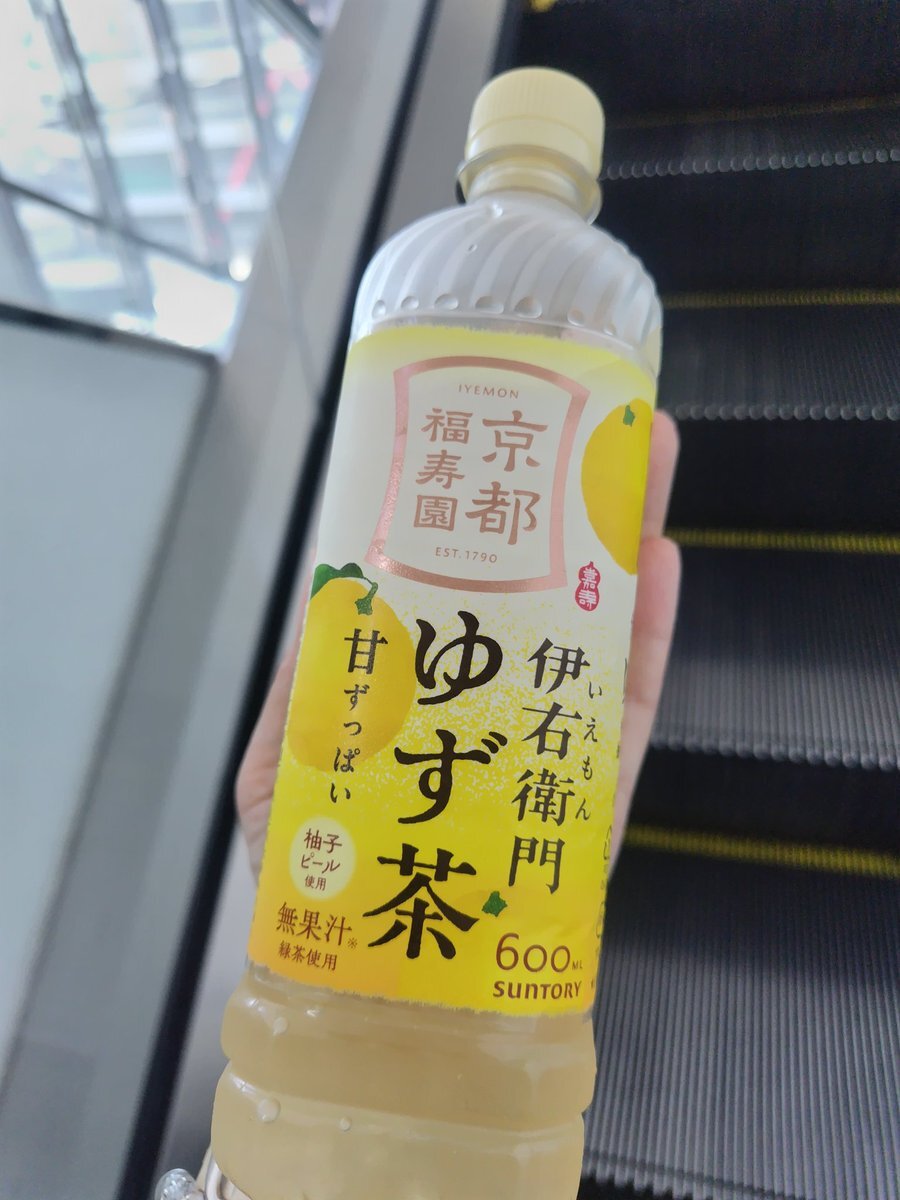 IYEMON
京都
福寿園
EST.1790
嘉寿
伊右衛門
いえもん
ゆず茶
甘ずっぱい
柚子
ピール
使用
無果汁※
緑茶使用
600ML
SUNTORY